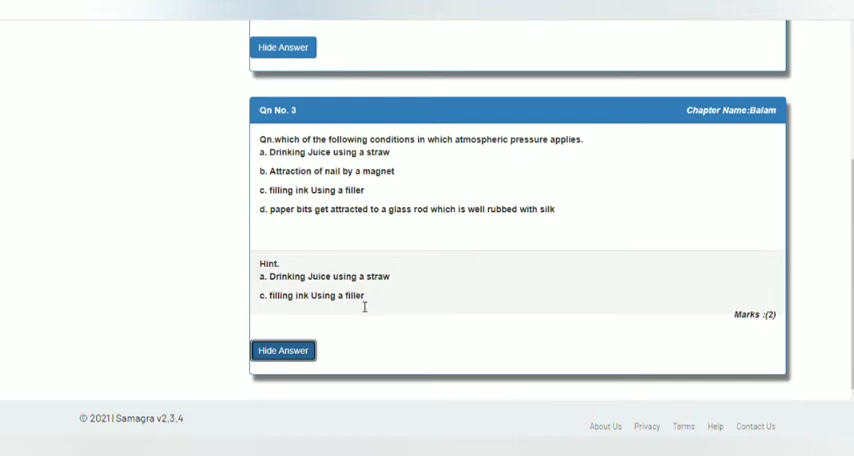 Hide Answer
Qn No. 3
Chapter Name:Balam
Qn.which of the following conditions in which atmospheric pressure applies.
a. Drinking Juice using a straw
b. Attraction of nail by a magnet
c. filling ink Using a filler
d. paper bits get attracted to a glass rod which is well rubbed with silk
Hint.
a. Drinking Juice using a straw
c. filling ink Using a filler
Marks :(2)
Hide Answer
© 2021 | Samagra v2,3,4
About Us Privacy Terms Help Contact Us